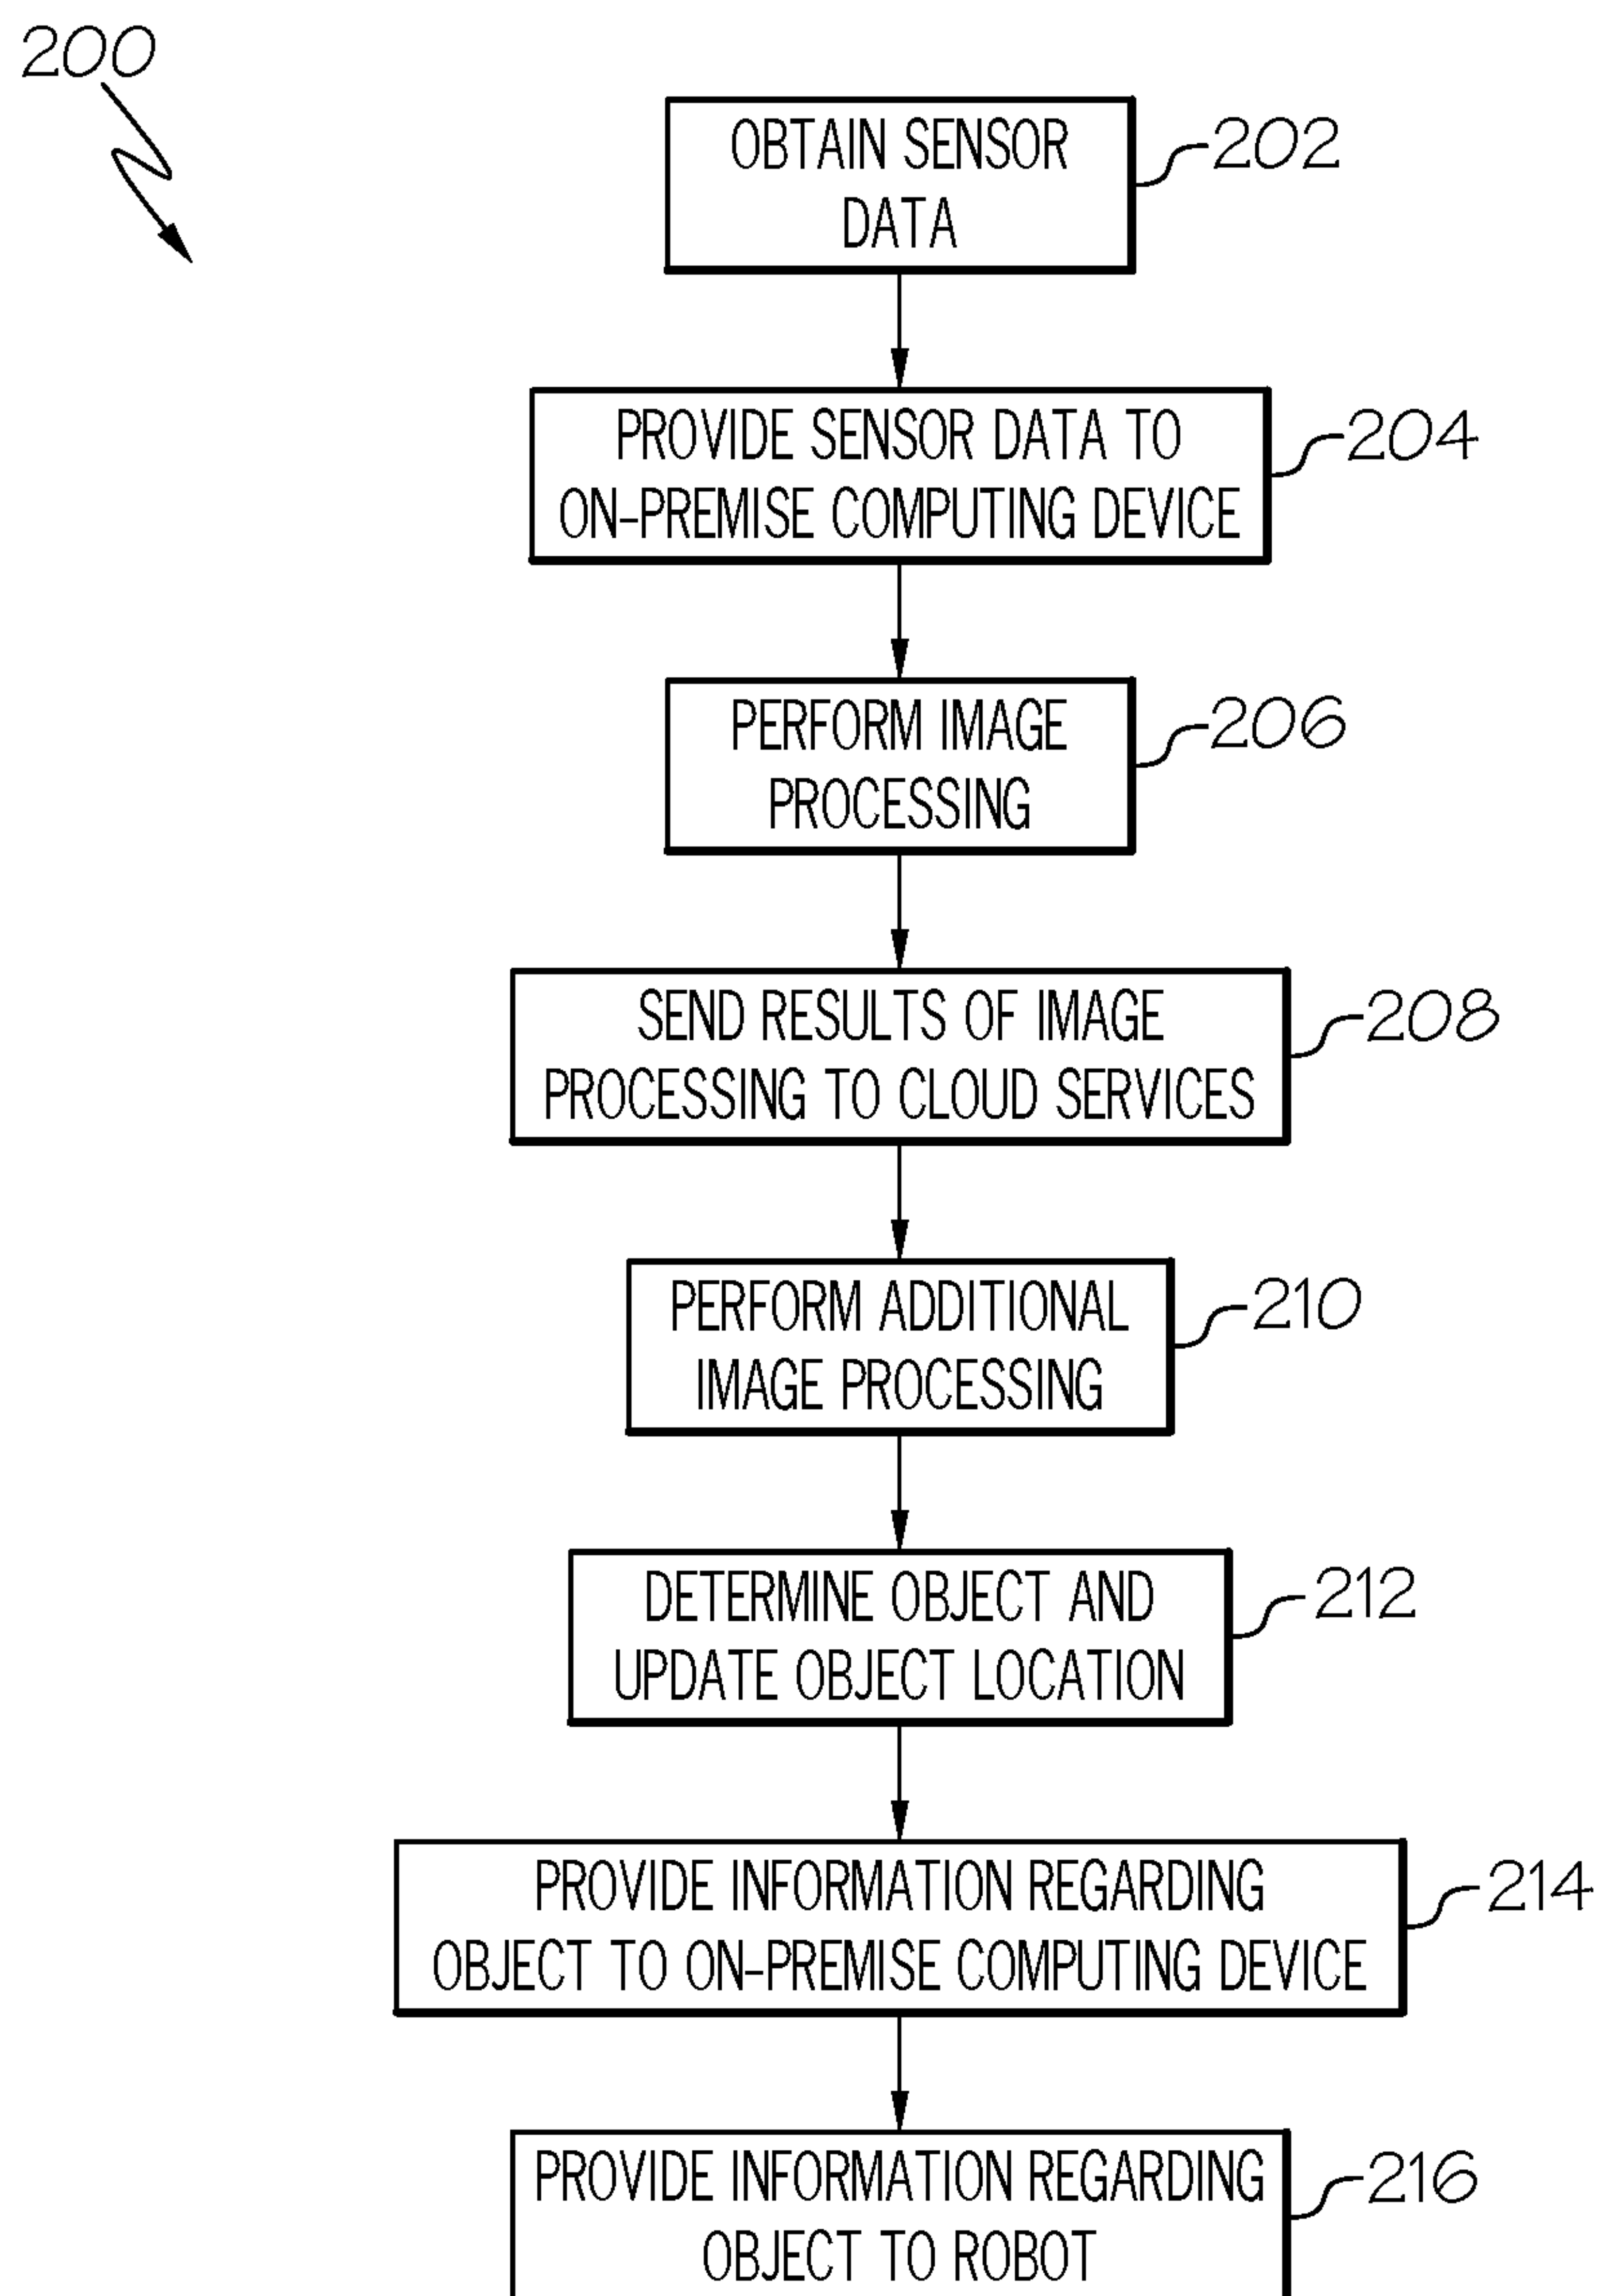 200
OBTAIN SENSOR
DATA
202
PROVIDE SENSOR DATA TO
ON-PREMISE COMPUTING DEVICE
204
PERFORM IMAGE
PROCESSING
206
SEND RESULTS OF IMAGE
PROCESSING TO CLOUD SERVICES
208
PERFORM ADDITIONAL
IMAGE PROCESSING
210
DETERMINE OBJECT AND
UPDATE OBJECT LOCATION
212
PROVIDE INFORMATION REGARDING
OBJECT TO ON-PREMISE COMPUTING DEVICE
214
PROVIDE INFORMATION REGARDING
OBJECT TO ROBOT
216